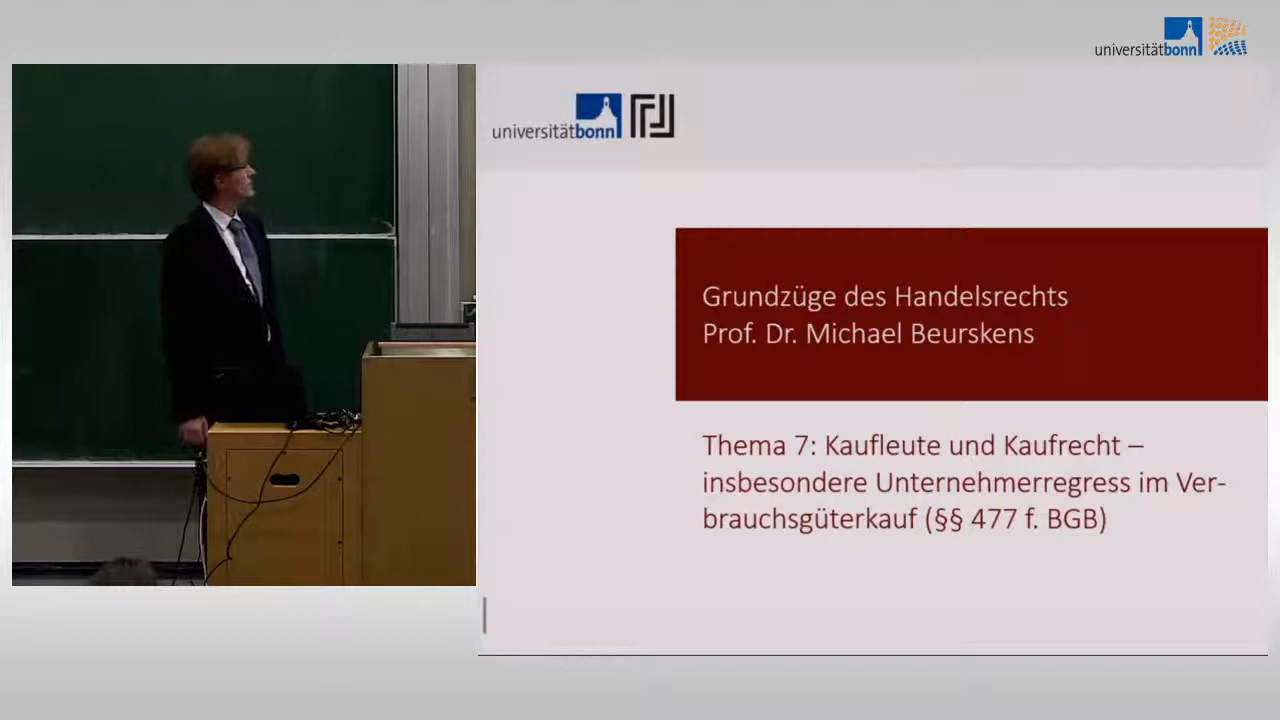 universitätbonn
universitätbonn
Grundzüge des Handelsrechts
Prof. Dr. Michael Beurskens
Thema 7: Kaufleute und Kaufrecht –
insbesondere Unternehmerregress im Ver-
brauchsgüterkauf (§§ 477 f. BGB)